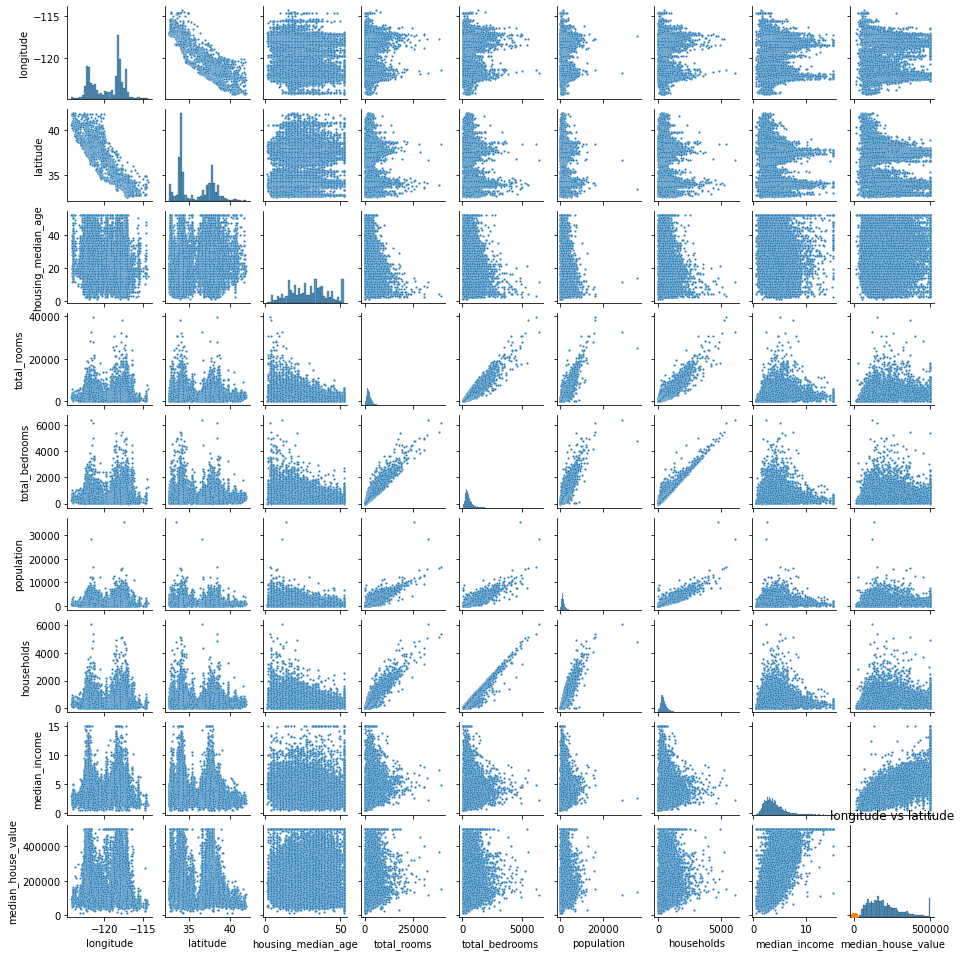 longitude
−115
−120
latitude
40
35
housing_median_age
40
20
0
total_rooms
40000
20000
0
total_bedrooms
6000
4000
2000
0
population
30000
20000
10000
0
households
6000
4000
2000
0
median_income
15
10
5
0
longitude vs latitude
median_house_value
400000
200000
0
−120 −115 35 40 0 50 0 25000 0 5000 0 20000 0 5000 0 10 0 500000
longitude latitude housing_median_age total_rooms total_bedrooms population households median_income median_house_value